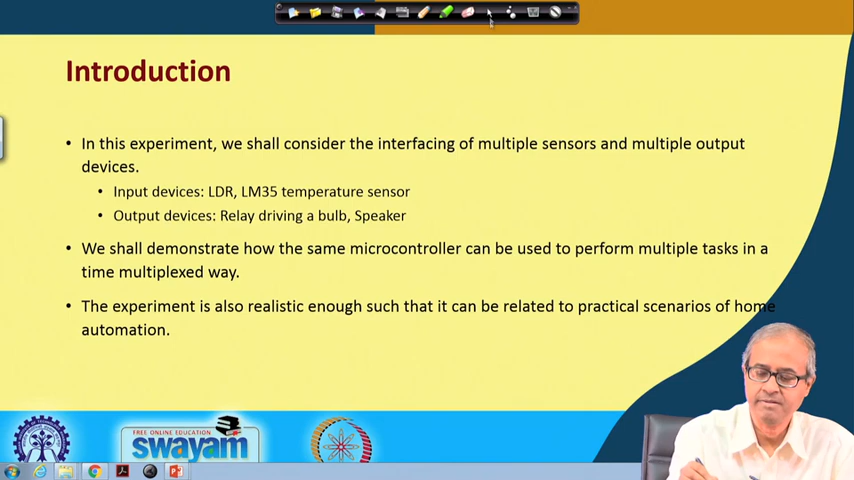 Introduction
• In this experiment, we shall consider the interfacing of multiple sensors and multiple output
devices.
• Input devices: LDR, LM35 temperature sensor
• Output devices: Relay driving a bulb, Speaker
• We shall demonstrate how the same microcontroller can be used to perform multiple tasks in a
time multiplexed way.
• The experiment is also realistic enough such that it can be related to practical scenarios of home
automation.
FREE ONLINE EDUCATION
swayam